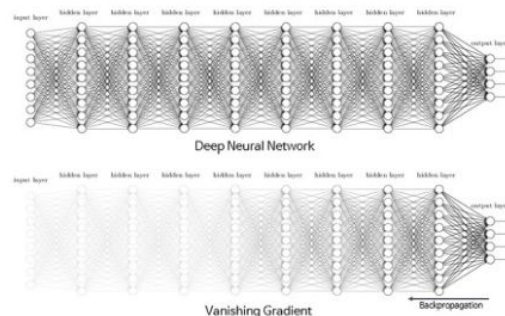 input layer hidden layer hidden layer hidden layer hidden layer hidden layer hidden layer hidden layer hidden layer
output layer
Deep Neural Network
input layer hidden layer hidden layer hidden layer hidden layer hidden layer hidden layer hidden layer hidden layer
output layer
Backpropagation
Vanishing Gradient